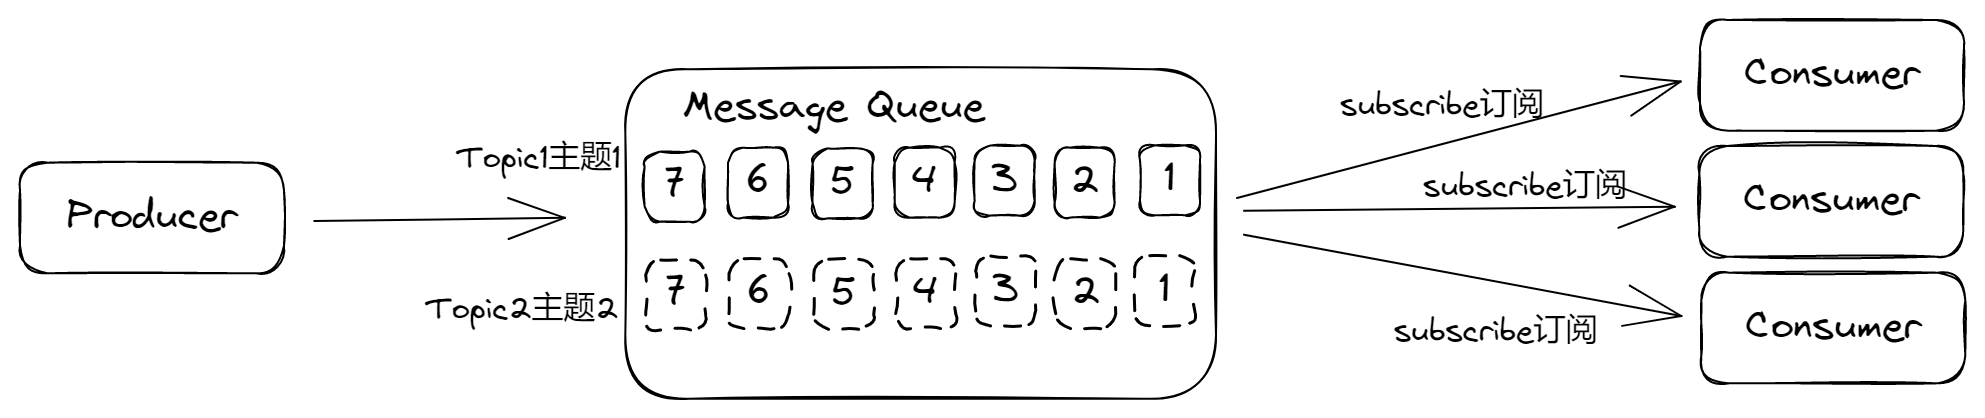 Producer
Topic1主题1
Topic2主题2
Message Queue
7 6 5 4 3 2 1
7 6 5 4 3 2 1
subscribe订阅
subscribe订阅
subscribe订阅
Consumer
Consumer
Consumer